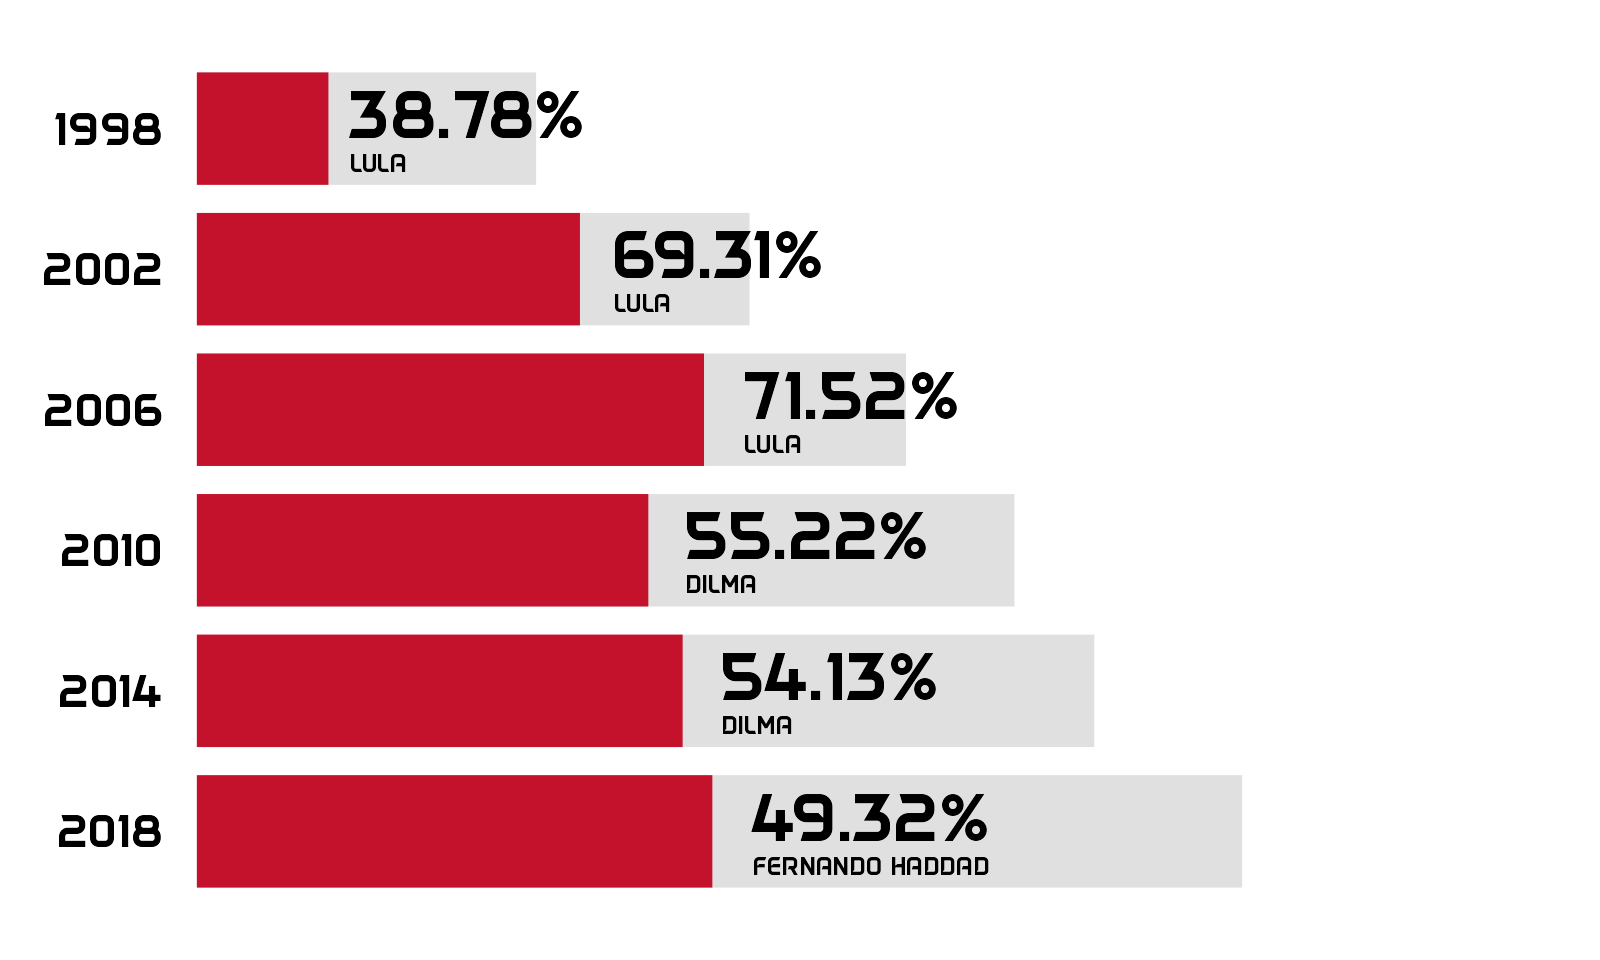 1998
38.78%
LULA
2002
69.31%
LULA
2006
71.52%
LULA
2010
55.22%
DILMA
2014
54.13%
DILMA
2018
49.32%
FERNANDO HADDAD